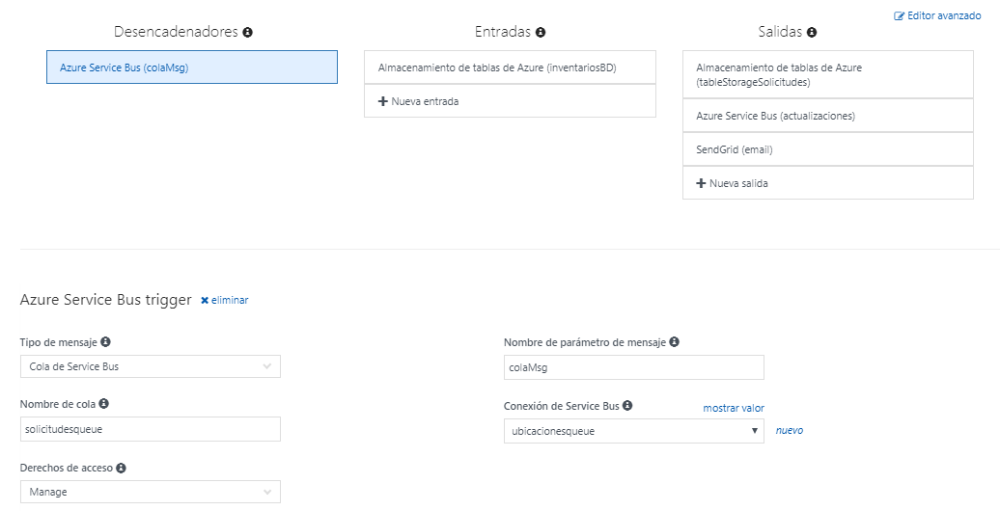 Editor avanzado
Desencadenadores
Entradas
Salidas
Azure Service Bus (colaMsg)
Almacenamiento de tablas de Azure (inventariosBD)
Nueva entrada
Almacenamiento de tablas de Azure
(tableStorageSolicitudes)
Azure Service Bus (actualizaciones)
SendGrid (email)
Nueva salida
Azure Service Bus trigger
eliminar
Tipo de mensaje
Cola de Service Bus
Nombre de parámetro de mensaje
colaMsg
Nombre de cola
solicitudesqueue
Conexión de Service Bus
mostrar valor
ubicacionesqueue
nuevo
Derechos de acceso
Manage